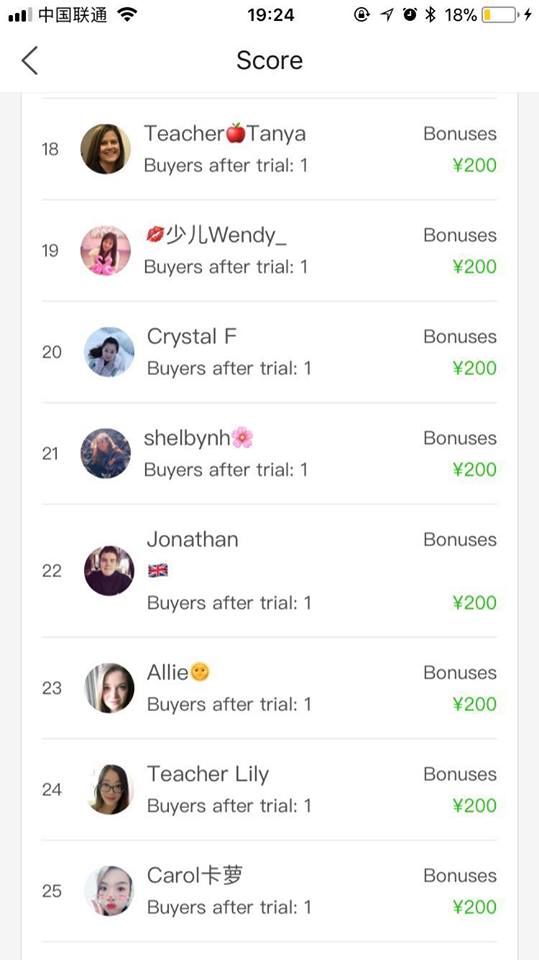 中国联通 19:24 18%
Score
18 Teacher🍎Tanya Bonuses
Buyers after trial: 1 ¥200
19 💋少儿Wendy_ Bonuses
Buyers after trial: 1 ¥200
20 Crystal F Bonuses
Buyers after trial: 1 ¥200
21 shelbynh🌸 Bonuses
Buyers after trial: 1 ¥200
22 Jonathan Bonuses
🇬🇧
Buyers after trial: 1 ¥200
23 Allie🌞 Bonuses
Buyers after trial: 1 ¥200
24 Teacher Lily Bonuses
Buyers after trial: 1 ¥200
25 Carol卡萝 Bonuses
Buyers after trial: 1 ¥200